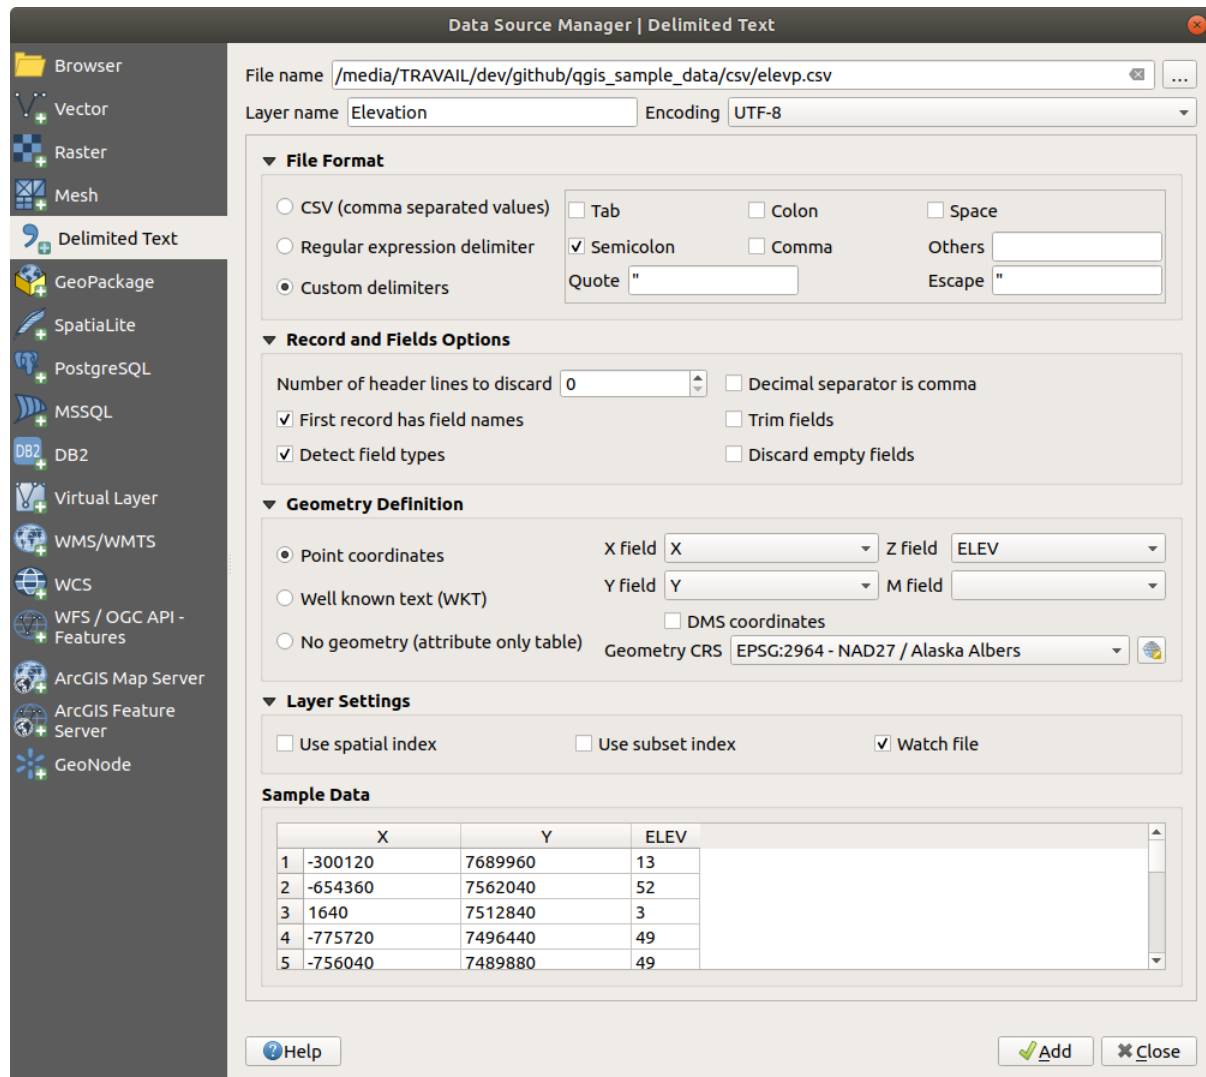 Data Source Manager | Delimited Text
Browser
Vector
Raster
Mesh
Delimited Text
GeoPackage
SpatiaLite
PostgreSQL
MSSQL
DB2 DB2
Virtual Layer
WMS/WMTS
WCS
WFS / OGC API -
Features
ArcGIS Map Server
ArcGIS Feature
Server
GeoNode
File name /media/TRAVAIL/dev/github/qgis_sample_data/csv/elevp.csv ...
Layer name Elevation Encoding UTF-8
File Format
CSV (comma separated values) Tab Colon Space
Regular expression delimiter Semicolon Comma Others
Custom delimiters Quote " Escape "
Record and Fields Options
Number of header lines to discard 0 Decimal separator is comma
First record has field names Trim fields
Detect field types Discard empty fields
Geometry Definition
Point coordinates X field X Z field ELEV
Well known text (WKT) Y field Y M field
DMS coordinates
No geometry (attribute only table) Geometry CRS EPSG:2964 - NAD27 / Alaska Albers
Layer Settings
Use spatial index Use subset index Watch file
Sample Data
X Y ELEV
1 -300120 7689960 13
2 -654360 7562040 52
3 1640 7512840 3
4 -775720 7496440 49
5 -756040 7489880 49
Help Add Close